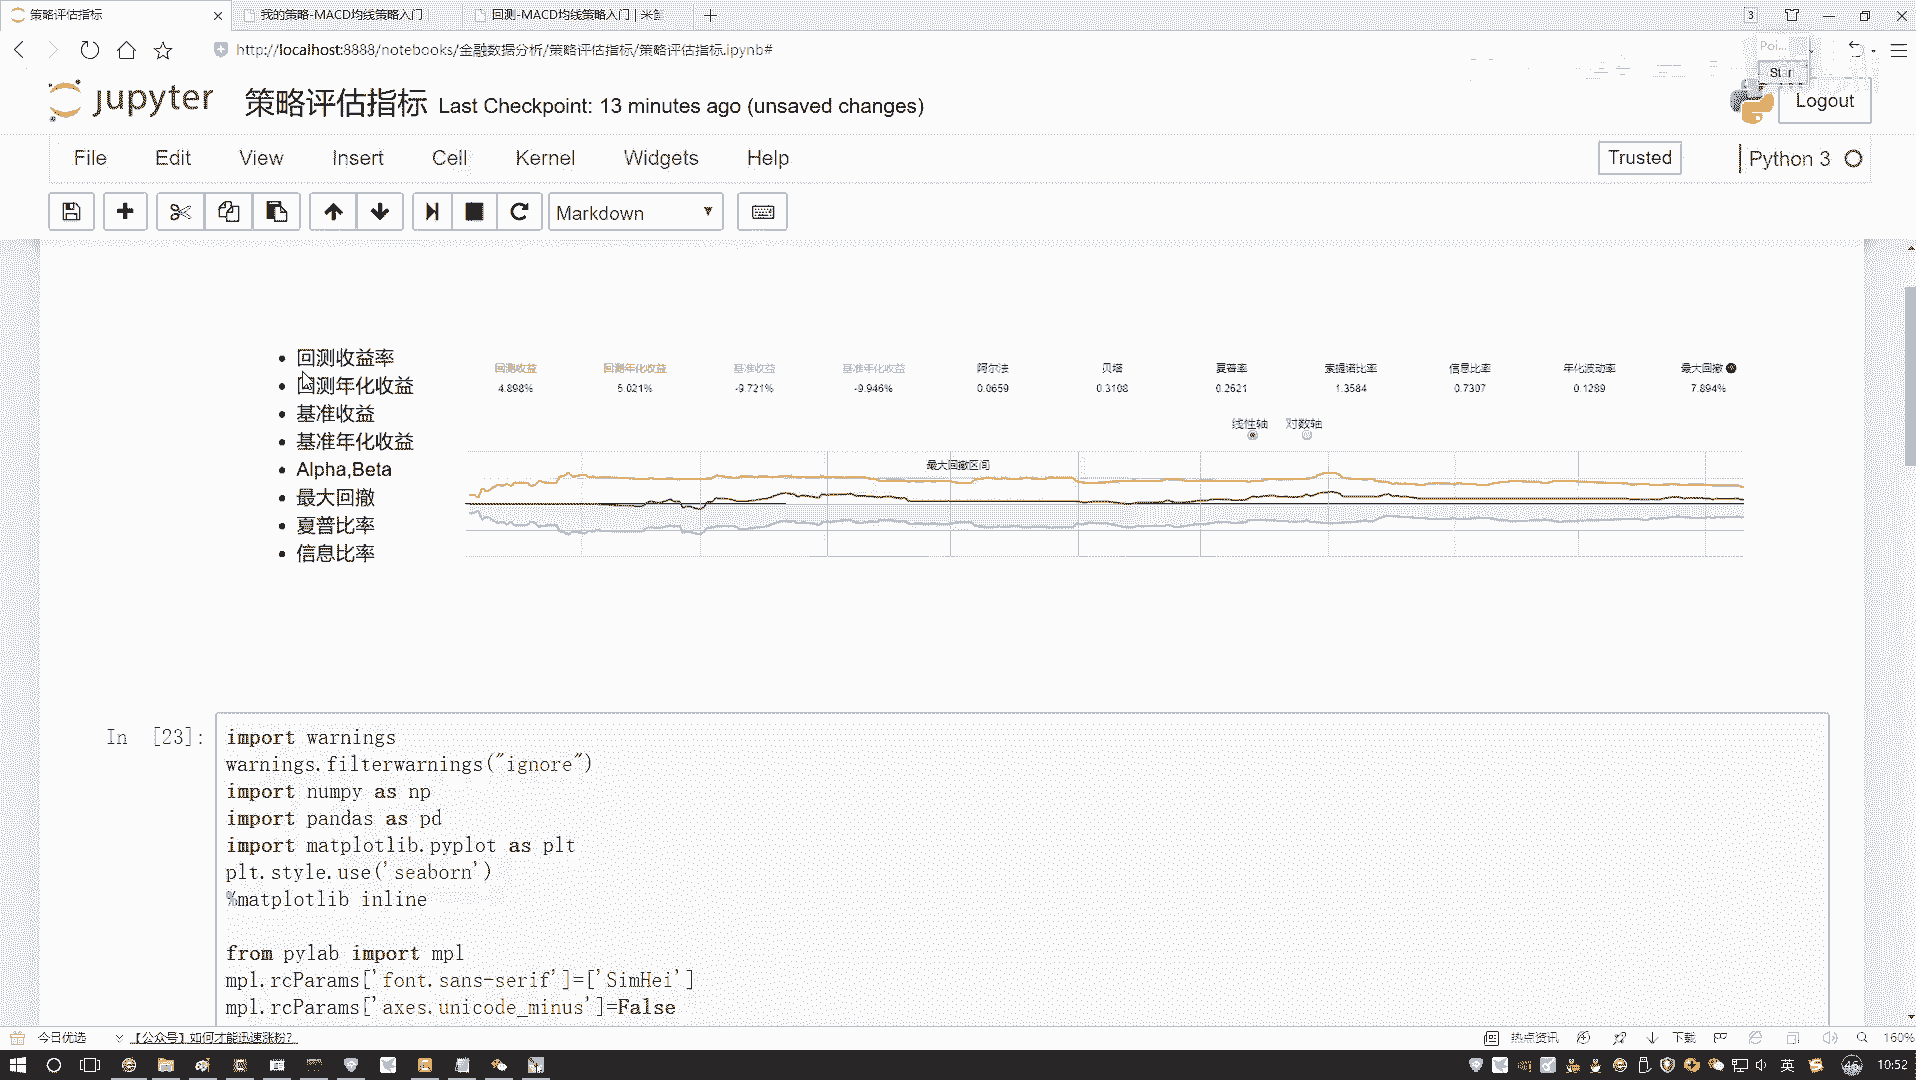 策略评估指标
我的策略-MACD均线策略入门
回测-MACD均线策略入门 | 米筐
3
http://localhost:8888/notebooks/金融数据分析/策略评估指标/策略评估指标.ipynb#
Poi...
Star
jupyter 策略评估指标 Last Checkpoint: 13 minutes ago (unsaved changes)
Logout
File Edit View Insert Cell Kernel Widgets Help
Trusted
Python 3
Markdown
回测收益率
回测年化收益
基准收益
基准年化收益
Alpha,Beta
最大回撤
夏普比率
信息比率
回测收益 回测年化收益 基准收益 基准年化收益 阿尔法 贝塔 夏普率 索提诺比率 信息比率 年化波动率 最大回撤
4.898% 5.021% -9.721% -9.946% 0.0659 0.3108 0.2621 1.3584 0.7307 0.1289 7.894%
线性轴 对数轴
最大回撤区间
In [23]:
import warnings
warnings.filterwarnings("ignore")
import numpy as np
import pandas as pd
import matplotlib.pyplot as plt
plt.style.use('seaborn')
%matplotlib inline
from pylab import mpl
mpl.rcParams['font.sans-serif']=['SimHei']
mpl.rcParams['axes.unicode_minus']=False
今日优选
【公众号】如何才能迅速涨粉?
热点资讯
下载
160%
英
46
10:52